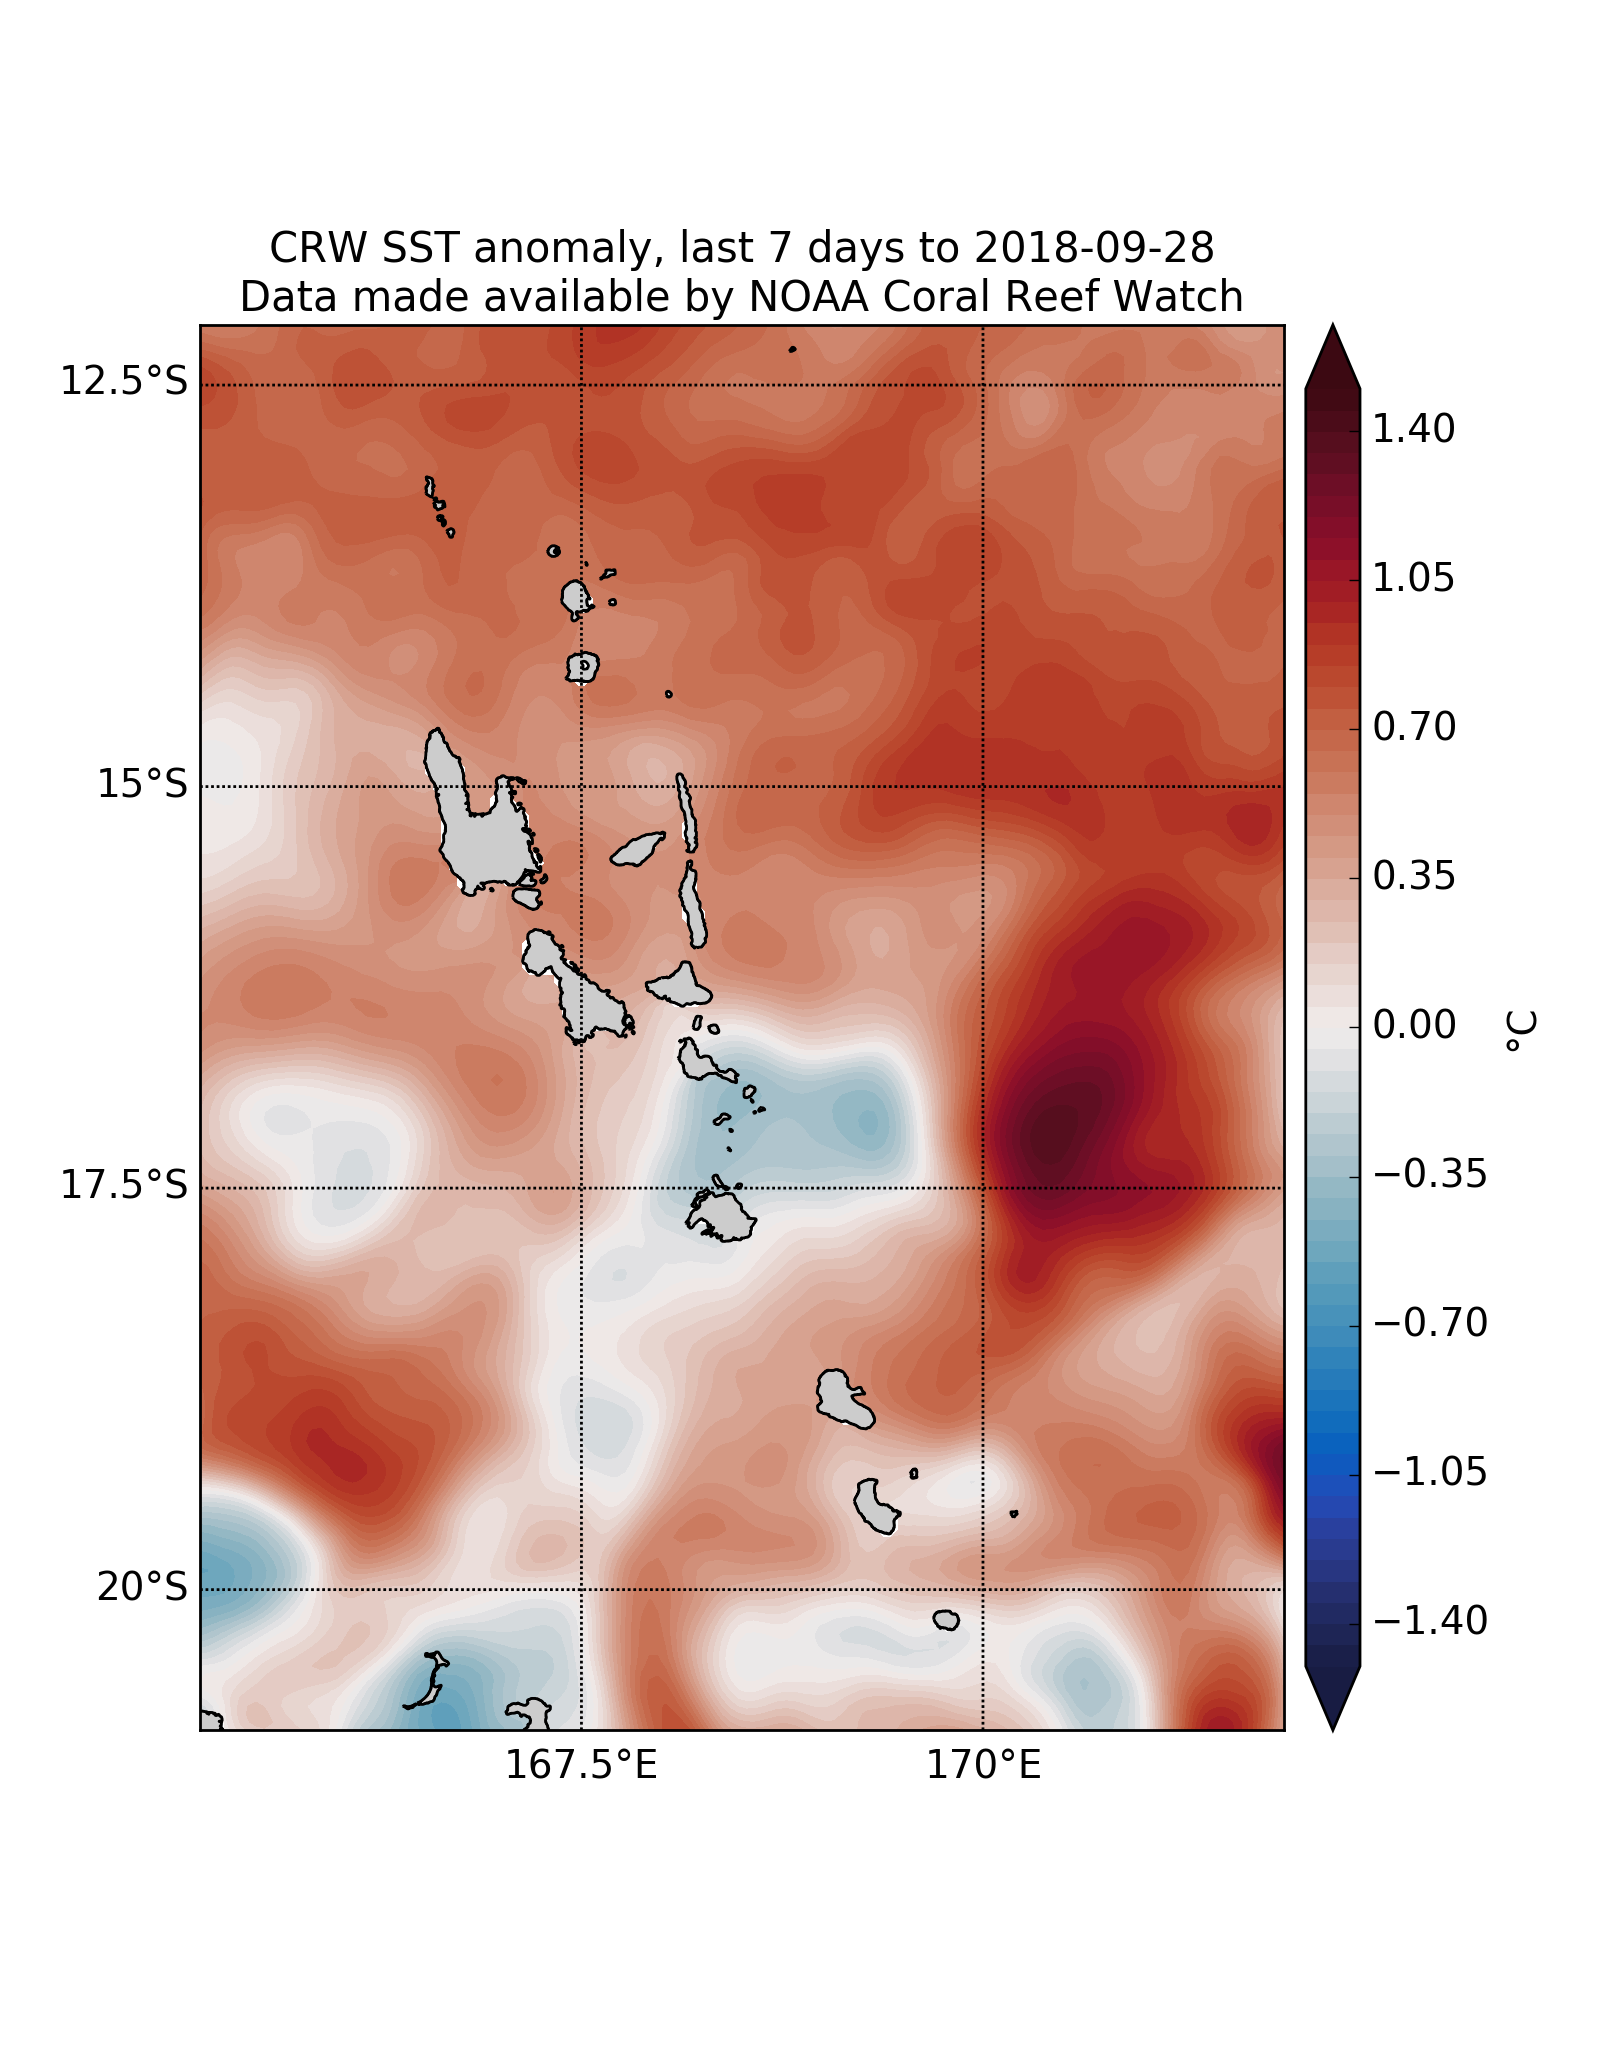 CRW SST anomaly, last 7 days to 2018-09-28
Data made available by NOAA Coral Reef Watch
12.5°S
15°S
17.5°S
20°S
167.5°E
170°E
1.40
1.05
0.70
0.35
0.00
−0.35
−0.70
−1.05
−1.40
°C